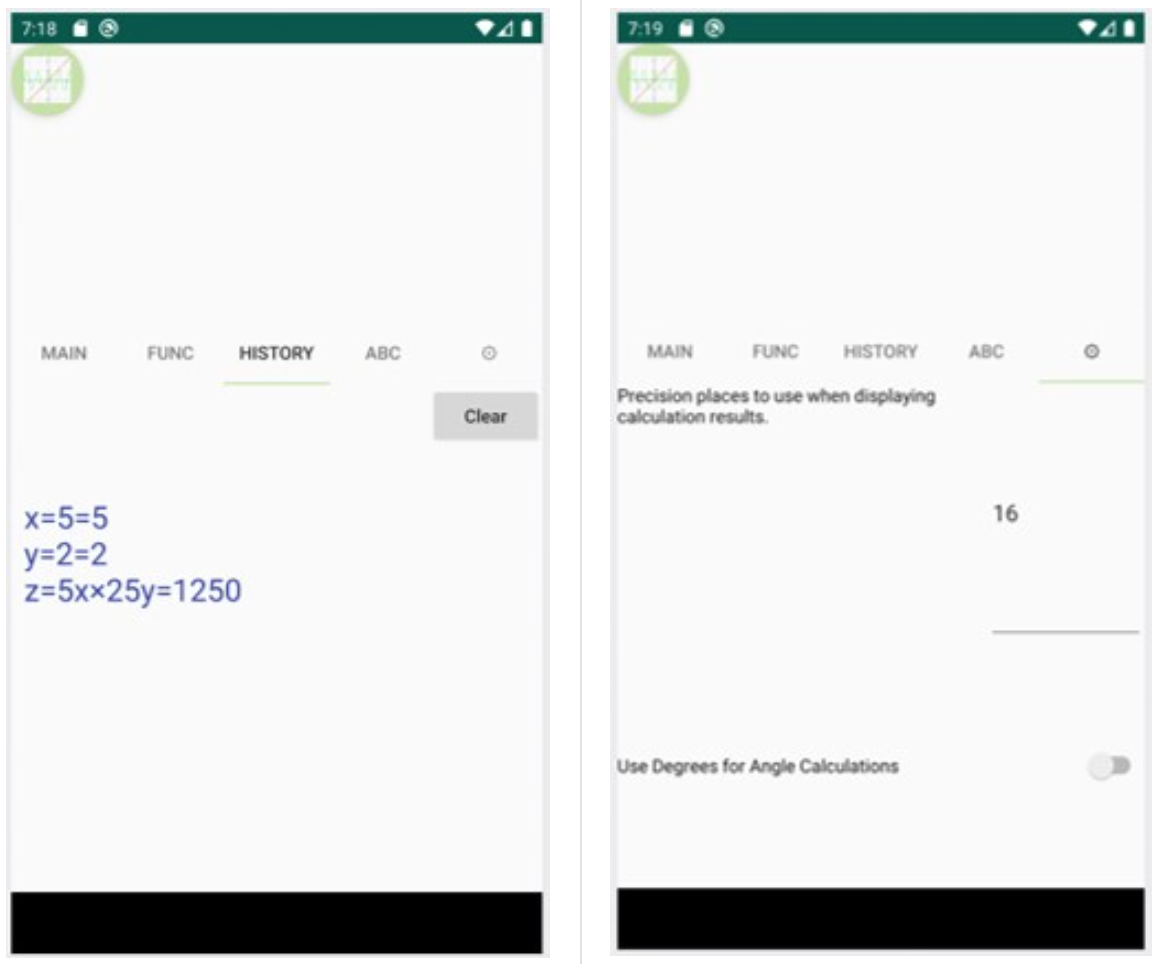 7:18
MAIN FUNC HISTORY ABC
Clear
x=5=5
y=2=2
z=5x×25y=1250
7:19
MAIN FUNC HISTORY ABC
Precision places to use when displaying
calculation results.
16
Use Degrees for Angle Calculations